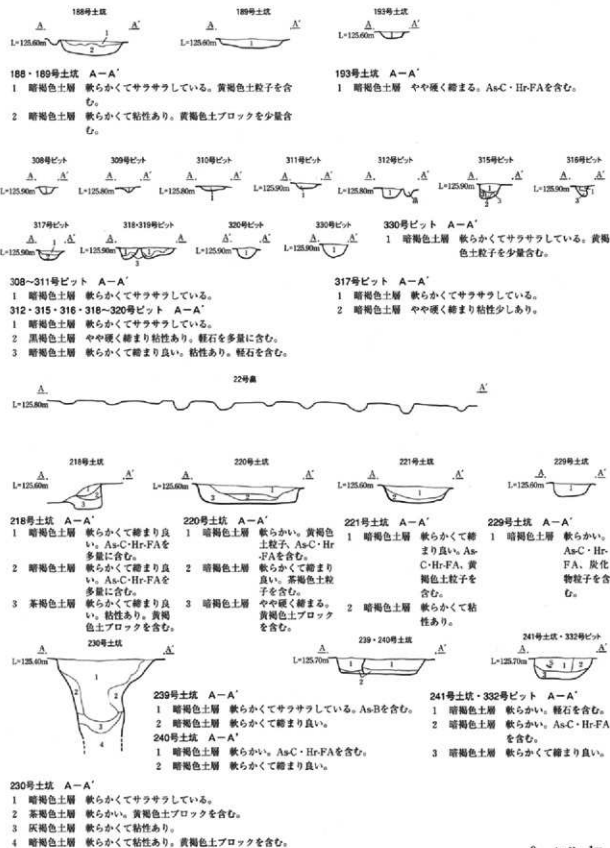 188号土坑 189号土坑 193号土坑
A. A.′ A. A.′ A. A.′
L=125.60m L=125.60m L=125.60m
188・189号土坑 A－A′
1 暗褐色土層 軟らかくてサラサラしている。黄褐色土粒子を含
む。
2 暗褐色土層 軟らかくて粘性あり。黄褐色土ブロックを少量含
む。
193号土坑 A－A′
1 暗褐色土層 やや硬く締まる。As-C・Hr-FAを含む。
308号ピット 309号ピット 310号ピット 311号ピット 312号ピット 315号ピット 316号ピット
L=125.90m L=125.80m L=125.80m L=125.90m L=125.80m L=125.90m L=125.90m
317号ピット 318・319号ピット 320号ピット 330号ピット
L=125.90m L=125.90m L=125.90m L=125.90m
330号ピット A－A′
1 暗褐色土層 軟らかくてサラサラしている。黄褐
色土粒子を少量含む。
308～311号ピット A－A′
1 暗褐色土層 軟らかくてサラサラしている。
312・315・316・318～320号ピット A－A′
1 暗褐色土層 軟らかくてサラサラしている。
2 黒褐色土層 やや硬く締まり粘性あり。軽石を多量に含む。
3 暗褐色土層 軟らかくて締まり良い。粘性あり。軽石を含む。
317号ピット A－A′
1 暗褐色土層 軟らかくてサラサラしている。
2 暗褐色土層 やや硬く締まり粘性少しあり。
22号畠
A. A.′
L=125.80m
218号土坑 220号土坑 221号土坑 229号土坑
L=125.60m L=125.60m L=125.60m L=125.60m
218号土坑 A－A′
1 暗褐色土層 軟らかくて締まり良
い。As-C・Hr-FAを
多量に含む。
2 暗褐色土層 軟らかくて締まり良
い。As-C・Hr-FAを
多量に含む。
3 茶褐色土層 軟らかくて締まり良
い。粘性あり。黄褐
色土ブロックを含む。
220号土坑 A－A′
1 暗褐色土層 軟らかい。黄褐色
土粒子、As-C・Hr
-FAを含む。
2 暗褐色土層 軟らかくて締まり
良い。茶褐色土粒
子を含む。
3 暗褐色土層 やや硬く締まる。
黄褐色土ブロック
を含む。
221号土坑 A－A′
1 暗褐色土層 軟らかくて締
まり良い。As-
C・Hr-FA、黄
褐色土粒子を
含む。
2 暗褐色土層 軟らかくて粘
性あり。
229号土坑 A－A′
1 暗褐色土層 軟らかい。
As-C・Hr-
FA、炭化
物粒子を含
む。
230号土坑 239・240号土坑 241号土坑・332号ピット
L=125.40m L=125.70m L=125.70m
239号土坑 A－A′
1 暗褐色土層 軟らかくてサラサラしている。As-Bを含む。
2 暗褐色土層 軟らかくて締まり良い。
240号土坑 A－A′
1 暗褐色土層 軟らかい。As-C・Hr-FAを含む。
2 暗褐色土層 軟らかくて締まり良い。
241号土坑・332号ピット A－A′
1 暗褐色土層 軟らかい。軽石を含む。
2 暗褐色土層 軟らかい。As-C・Hr-FA
を含む。
3 暗褐色土層 軟らかくて締まり良い。
230号土坑 A－A′
1 暗褐色土層 軟らかくてサラサラしている。
2 茶褐色土層 軟らかい。黄褐色土ブロックを含む。
3 灰褐色土層 軟らかくて粘性あり。
4 暗褐色土層 軟らかくて粘性あり。黄褐色土ブロックを含む。